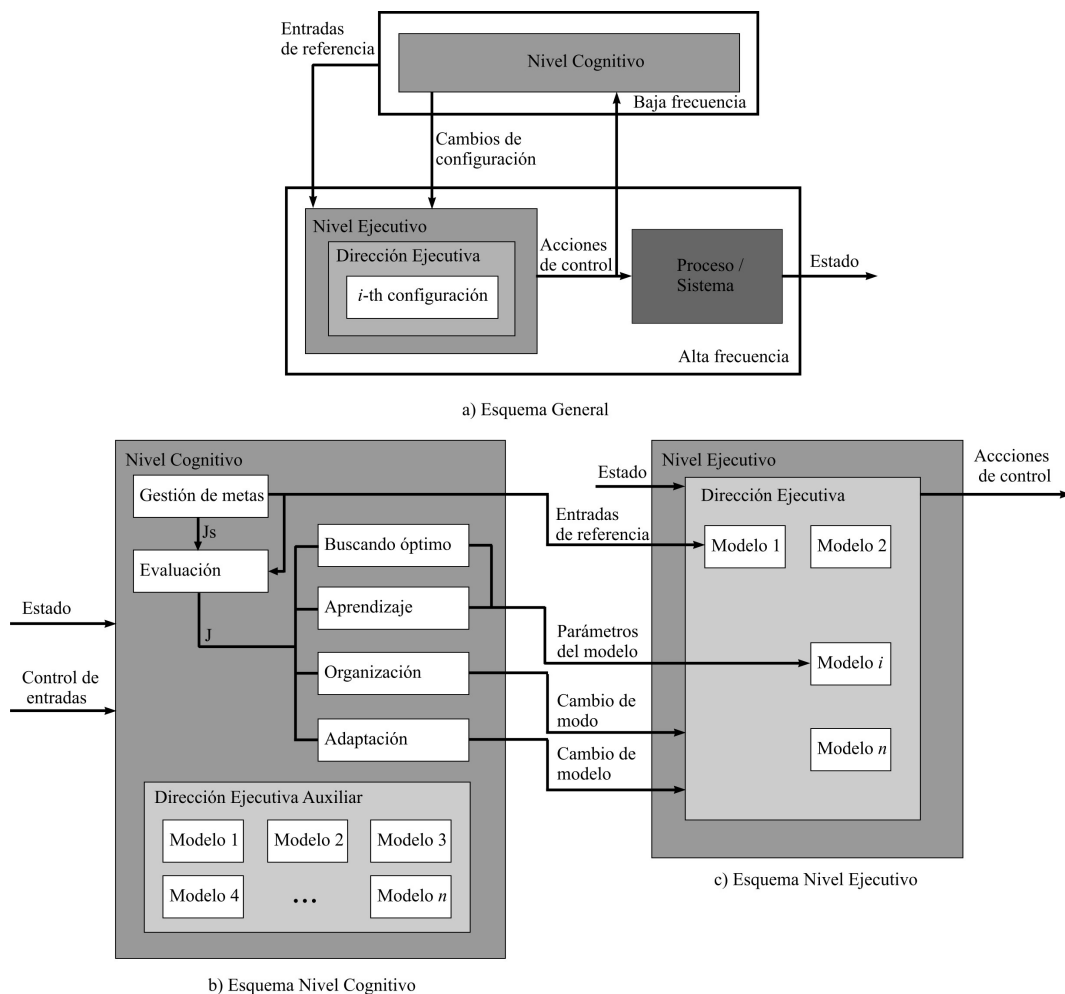 Entradas
de referencia
Nivel Cognitivo
Baja frecuencia
Cambios de
configuración
Nivel Ejecutivo
Dirección Ejecutiva
i-th configuración
Acciones
de control
Proceso /
Sistema
Estado
Alta frecuencia
a) Esquema General
Nivel Cognitivo
Gestión de metas
Js
Evaluación
J
Buscando óptimo
Aprendizaje
Organización
Adaptación
Estado
Control de
entradas
Dirección Ejecutiva Auxiliar
Modelo 1
Modelo 2
Modelo 3
Modelo 4
...
Modelo n
b) Esquema Nivel Cognitivo
Estado
Entradas
de referencia
Parámetros
del modelo
Cambio de
modo
Cambio de
modelo
Nivel Ejecutivo
Dirección Ejecutiva
Modelo 1
Modelo 2
Modelo i
Modelo n
Accciones
de control
c) Esquema Nivel Ejecutivo